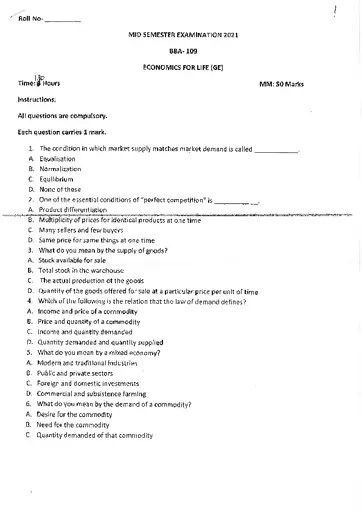 Roll No.
MID SEMESTER EXAMINATION 2021
BBA- 109
ECONOMICS FOR LIFE (GE)
Time: Hours MM: 50 Marks
Instructions:
All questions are compulsory.
Each question carries 1 mark.
1. The condition in which market supply matches market demand is called ____________.
A. Equalisation
B. Normalization
C. Equilibrium
D. None of these
2. One of the essential conditions of "perfect competition" is ____________.
A. Product differentiation
B. Multiplicity of prices for identical products at one time
C. Many sellers and few buyers
D. Same price for same things at one time
3. What do you mean by the supply of goods?
A. Stock available for sale
B. Total stock in the warehouse
C. The actual production of the goods
D. Quantity of the goods offered for sale at a particular price per unit of time
4. Which of the following is the relation that the law of demand defines?
A. Income and price of a commodity
B. Price and quantity of a commodity
C. Income and quantity demanded
D. Quantity demanded and quantity supplied
5. What do you mean by a mixed economy?
A. Modern and traditional industries
B. Public and private sectors
C. Foreign and domestic investments
D. Commercial and subsistence farming
6. What do you mean by the demand of a commodity?
A. Desire for the commodity
B. Need for the commodity
C. Quantity demanded of that commodity